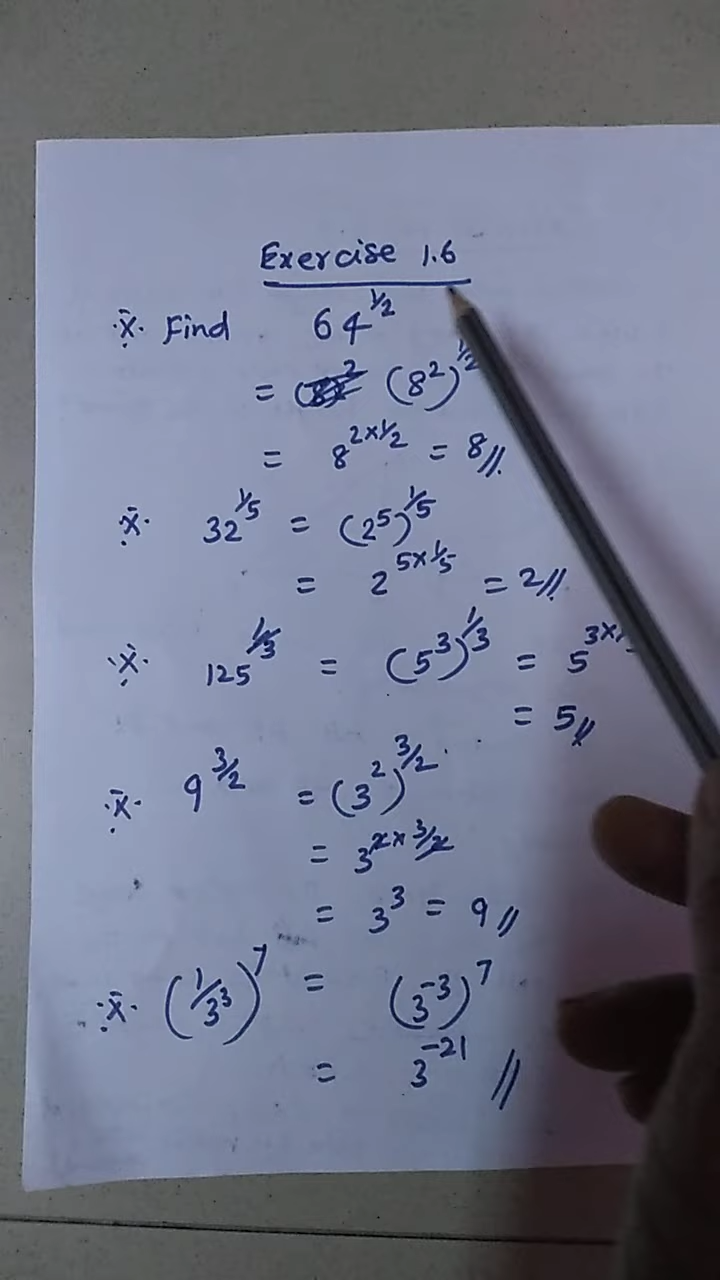 Exercise 1.6
Find 64^1/2
= (8^2)^1/2
= 8^2×1/2 = 8//
32^1/5 = (2^5)^1/5
= 2^5×1/5 = 2//
125^1/3 = (5^3)^1/3 = 5^3×
= 5//
9^3/2 = (3^2)^3/2
= 3^2×3/2
= 3^3 = 9//
(1/3^3)^7 = (3^-3)^7
= 3^-21 //